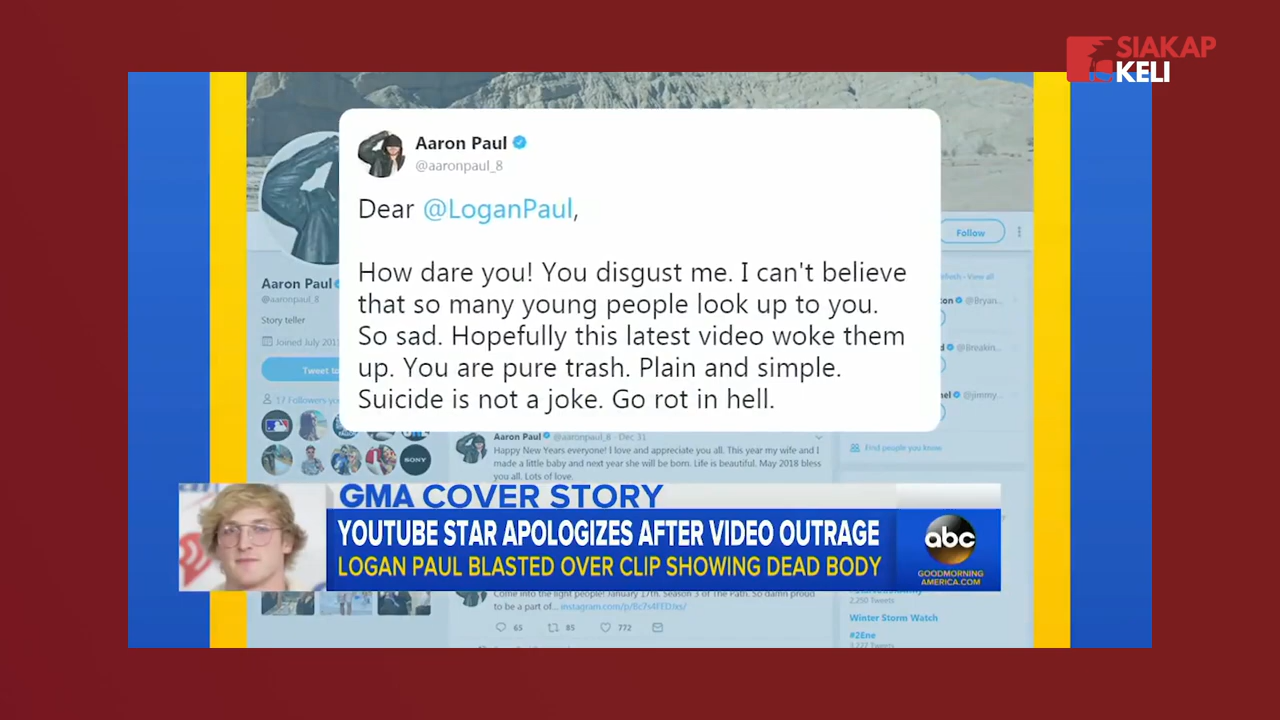 SIAKAP
KELI
Aaron Paul
@aaronpaul_8
Dear @LoganPaul,
How dare you! You disgust me. I can't believe
that so many young people look up to you.
So sad. Hopefully this latest video woke them
up. You are pure trash. Plain and simple.
Suicide is not a joke. Go rot in hell.
Follow
View all
Aaron Paul
@aaronpaul_8
Story teller
Joined July 201
Tweet to
17 Followers
@Bryan...
@Breakin...
@jimmy...
Find people you know
SONY
Aaron Paul @aaronpaul_8 · Dec 31
Happy New Years everyone! I love and appreciate you all. This year my wife and I
made a little baby and next year she will be born. Life is beautiful. May 2018 bless
you all. Lots of love.
GMA COVER STORY
YOUTUBE STAR APOLOGIZES AFTER VIDEO OUTRAGE
LOGAN PAUL BLASTED OVER CLIP SHOWING DEAD BODY
abc
GOODMORNING
AMERICA.COM
Come into the light people! January 17th. Season 3 of The Path. So damn proud
to be a part of...
65 85 772
2,250 Tweets
Winter Storm Watch
#2Ene
3,227 Tweets